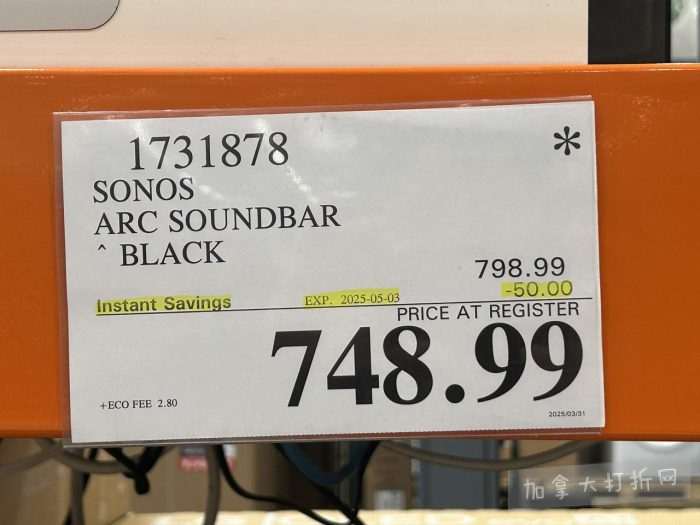 1731878
*
SONOS
ARC SOUNDBAR
^ BLACK
798.99
Instant Savings EXP. 2025-05-03 -50.00
PRICE AT REGISTER
748.99
+ECO FEE 2.80
2025/03/31
加拿大打折网